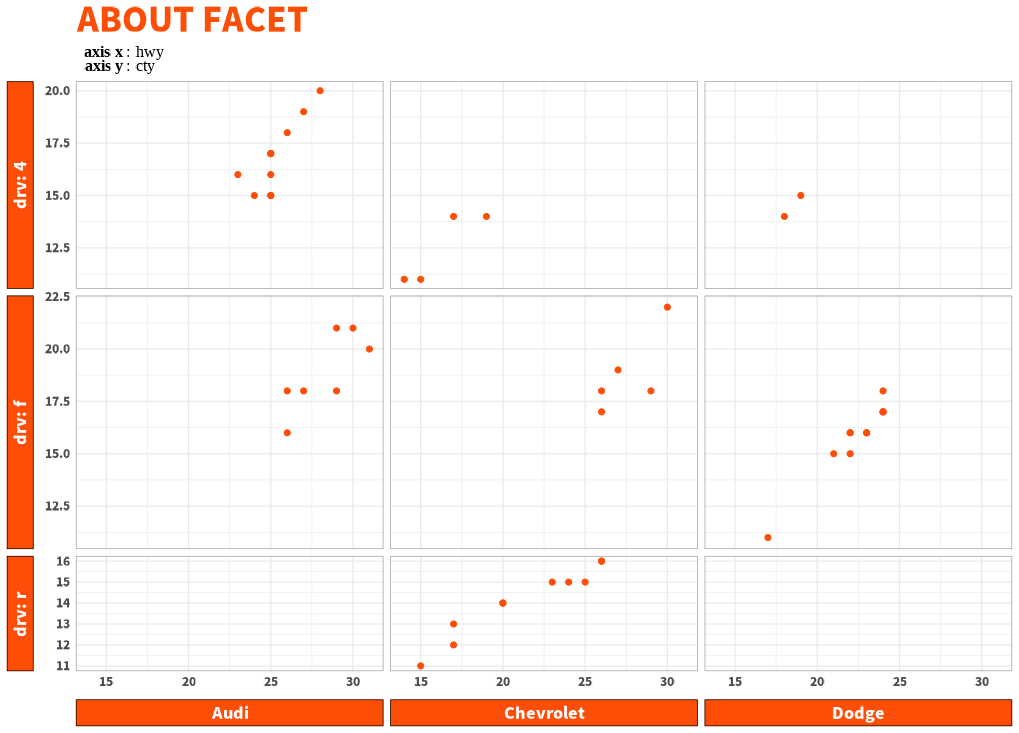 ABOUT FACET
axis x : hwy
axis y : cty
drv: 4
20.0
17.5
15.0
12.5
drv: f
22.5
20.0
17.5
15.0
12.5
drv: r
16
15
14
13
12
11
15 20 25 30 15 20 25 30 15 20 25 30
Audi Chevrolet Dodge